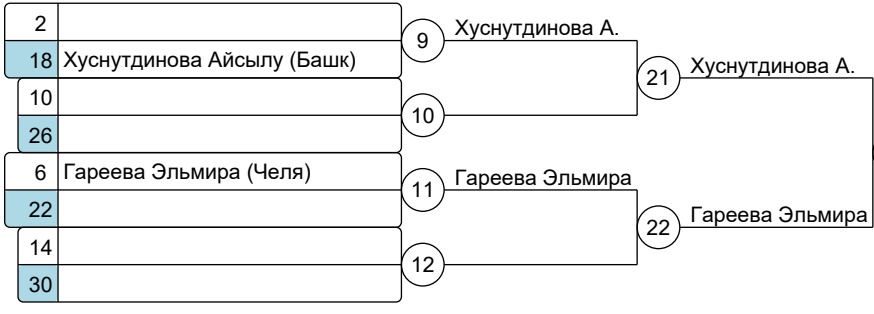 2
18 Хуснутдинова Айсылу (Башк)
10
26
6 Гареева Эльмира (Челя)
22
14
30
9 Хуснутдинова А.
10
11 Гареева Эльмира
12
21 Хуснутдинова А.
22 Гареева Эльмира